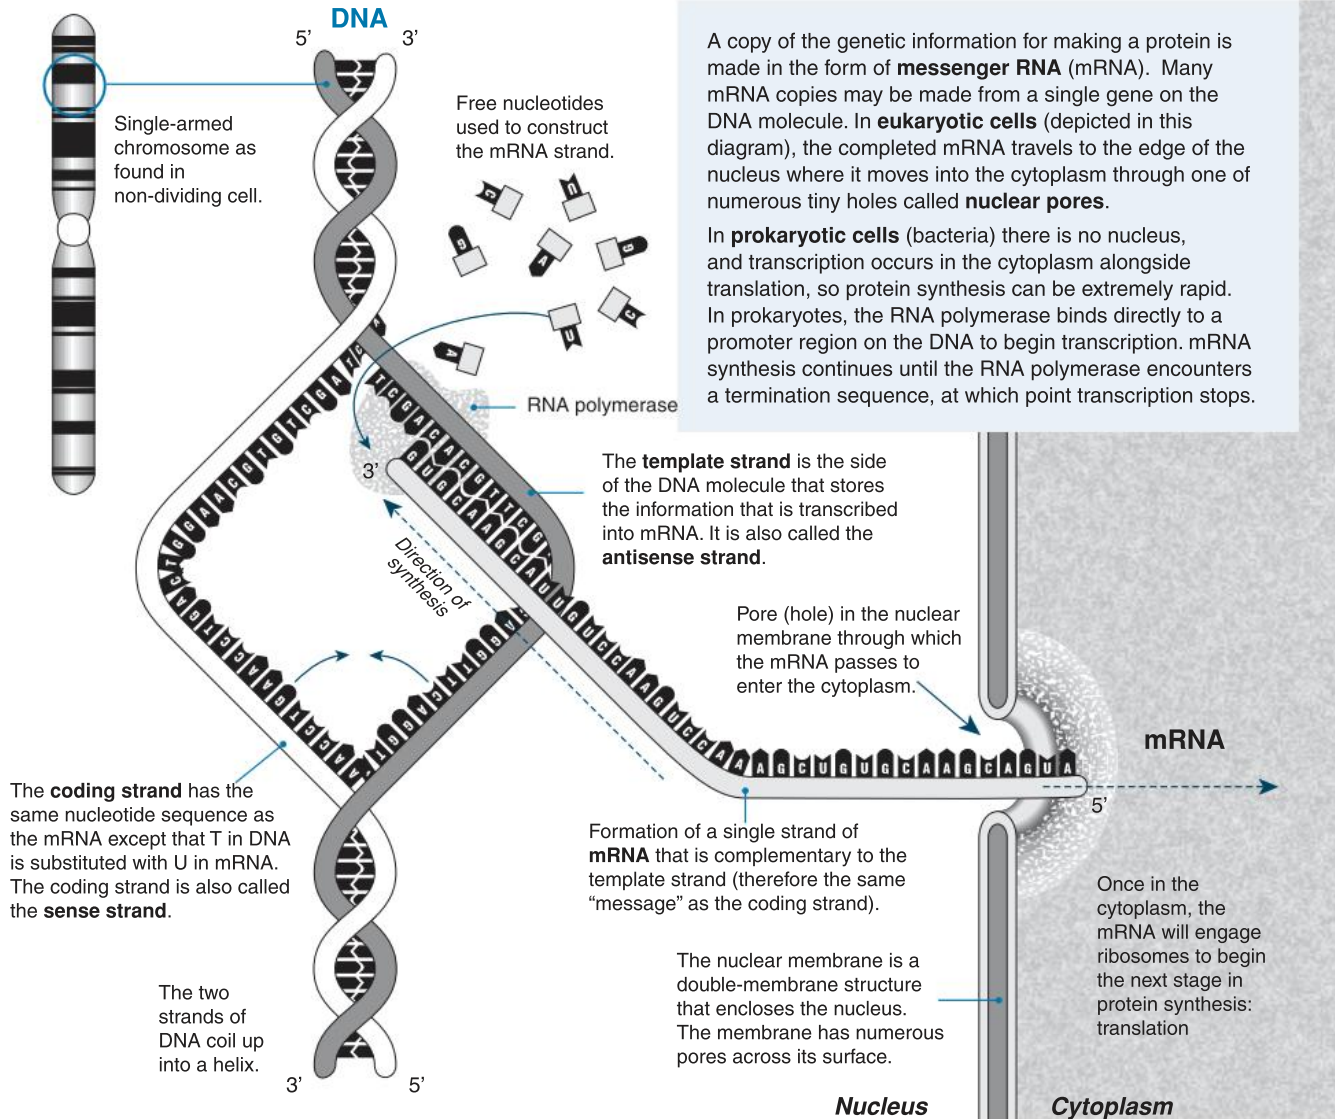 DNA
5’
3’
Single-armed
chromosome as
found in
non-dividing cell.
Free nucleotides
used to construct
the mRNA strand.
A copy of the genetic information for making a protein is
made in the form of messenger RNA (mRNA). Many
mRNA copies may be made from a single gene on the
DNA molecule. In eukaryotic cells (depicted in this
diagram), the completed mRNA travels to the edge of the
nucleus where it moves into the cytoplasm through one of
numerous tiny holes called nuclear pores.
In prokaryotic cells (bacteria) there is no nucleus,
and transcription occurs in the cytoplasm alongside
translation, so protein synthesis can be extremely rapid.
In prokaryotes, the RNA polymerase binds directly to a
promoter region on the DNA to begin transcription. mRNA
synthesis continues until the RNA polymerase encounters
a termination sequence, at which point transcription stops.
C
U
G
A
G
U
C
A
RNA polymerase
3’
The template strand is the side
of the DNA molecule that stores
the information that is transcribed
into mRNA. It is also called the
antisense strand.
Direction of
synthesis
Pore (hole) in the nuclear
membrane through which
the mRNA passes to
enter the cytoplasm.
mRNA
5’
AGCUGUGCAAGCAGUA
The coding strand has the
same nucleotide sequence as
the mRNA except that T in DNA
is substituted with U in mRNA.
The coding strand is also called
the sense strand.
Formation of a single strand of
mRNA that is complementary to the
template strand (therefore the same
“message” as the coding strand).
Once in the
cytoplasm, the
mRNA will engage
ribosomes to begin
the next stage in
protein synthesis:
translation
The nuclear membrane is a
double-membrane structure
that encloses the nucleus.
The membrane has numerous
pores across its surface.
The two
strands of
DNA coil up
into a helix.
3’
5’
Nucleus
Cytoplasm